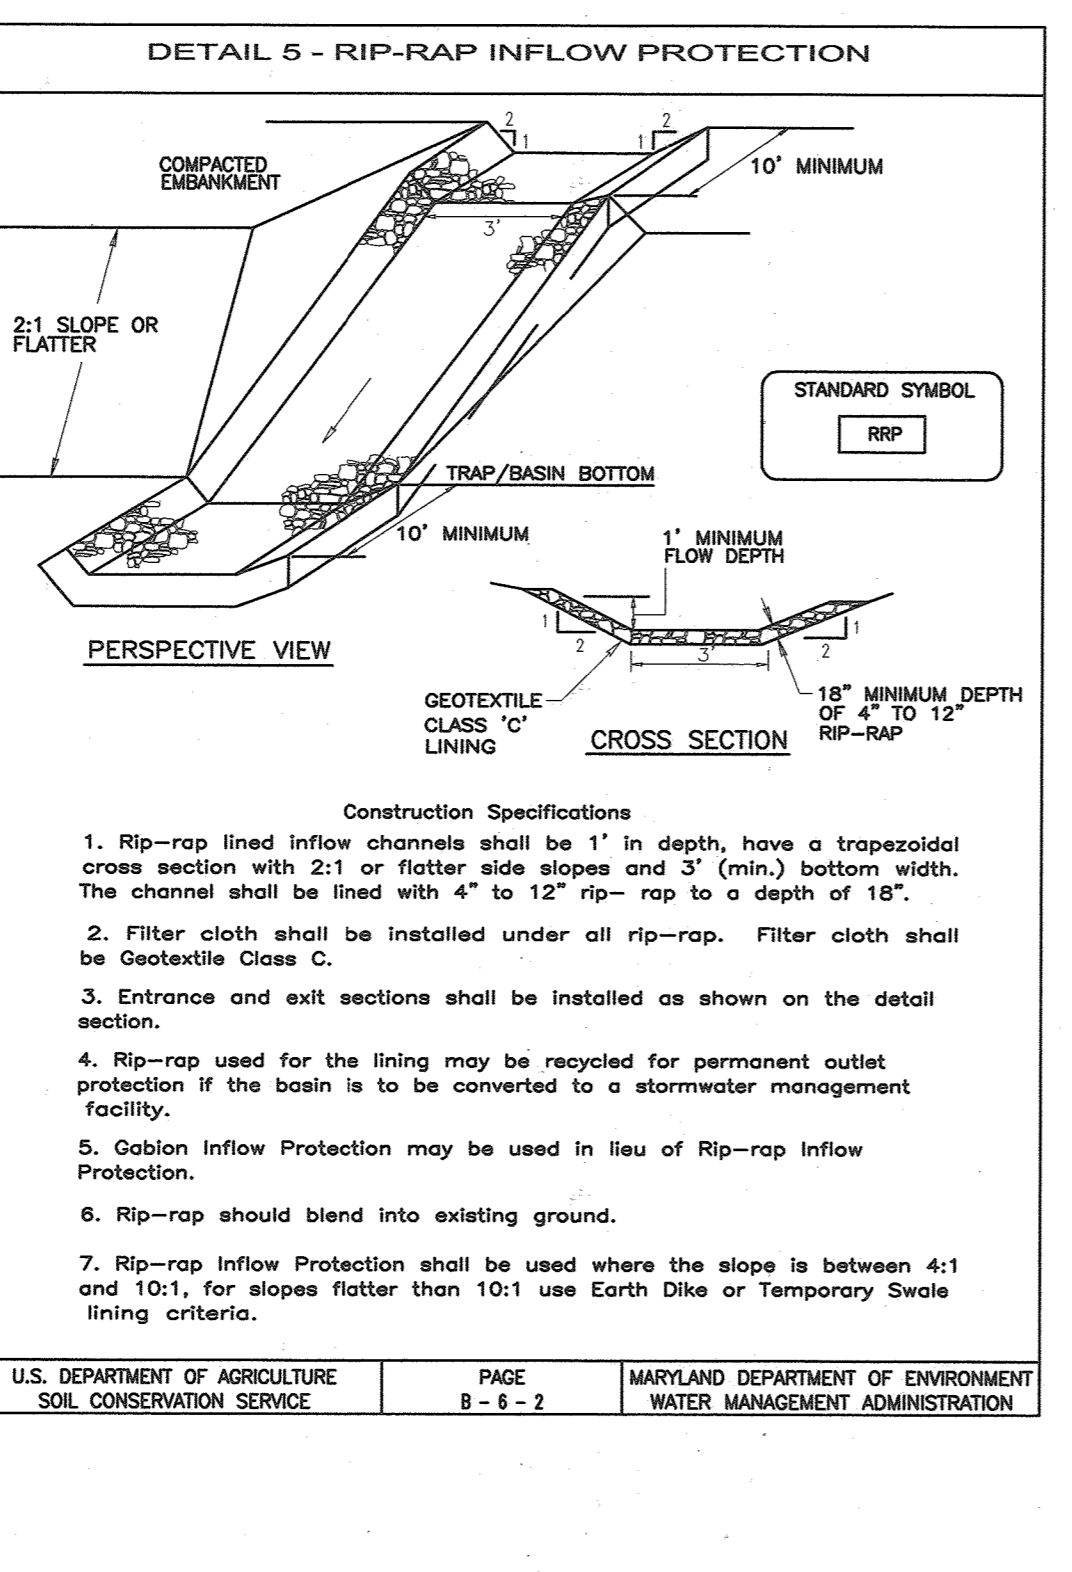 DETAIL 5 - RIP-RAP INFLOW PROTECTION
2
1
1
2
COMPACTED
EMBANKMENT
10' MINIMUM
3'
2:1 SLOPE OR
FLATTER
STANDARD SYMBOL
RRP
TRAP/BASIN BOTTOM
10' MINIMUM
1' MINIMUM
FLOW DEPTH
1
2
3'
1
2
PERSPECTIVE VIEW
GEOTEXTILE
CLASS 'C'
LINING
18" MINIMUM DEPTH
OF 4" TO 12"
RIP-RAP
CROSS SECTION
Construction Specifications
1. Rip-rap lined inflow channels shall be 1' in depth, have a trapezoidal
cross section with 2:1 or flatter side slopes and 3' (min.) bottom width.
The channel shall be lined with 4" to 12" rip- rap to a depth of 18".
2. Filter cloth shall be installed under all rip-rap. Filter cloth shall
be Geotextile Class C.
3. Entrance and exit sections shall be installed as shown on the detail
section.
4. Rip-rap used for the lining may be recycled for permanent outlet
protection if the basin is to be converted to a stormwater management
facility.
5. Gabion Inflow Protection may be used in lieu of Rip-rap Inflow
Protection.
6. Rip-rap should blend into existing ground.
7. Rip-rap Inflow Protection shall be used where the slope is between 4:1
and 10:1, for slopes flatter than 10:1 use Earth Dike or Temporary Swale
lining criteria.
U.S. DEPARTMENT OF AGRICULTURE
SOIL CONSERVATION SERVICE
PAGE
B - 6 - 2
MARYLAND DEPARTMENT OF ENVIRONMENT
WATER MANAGEMENT ADMINISTRATION